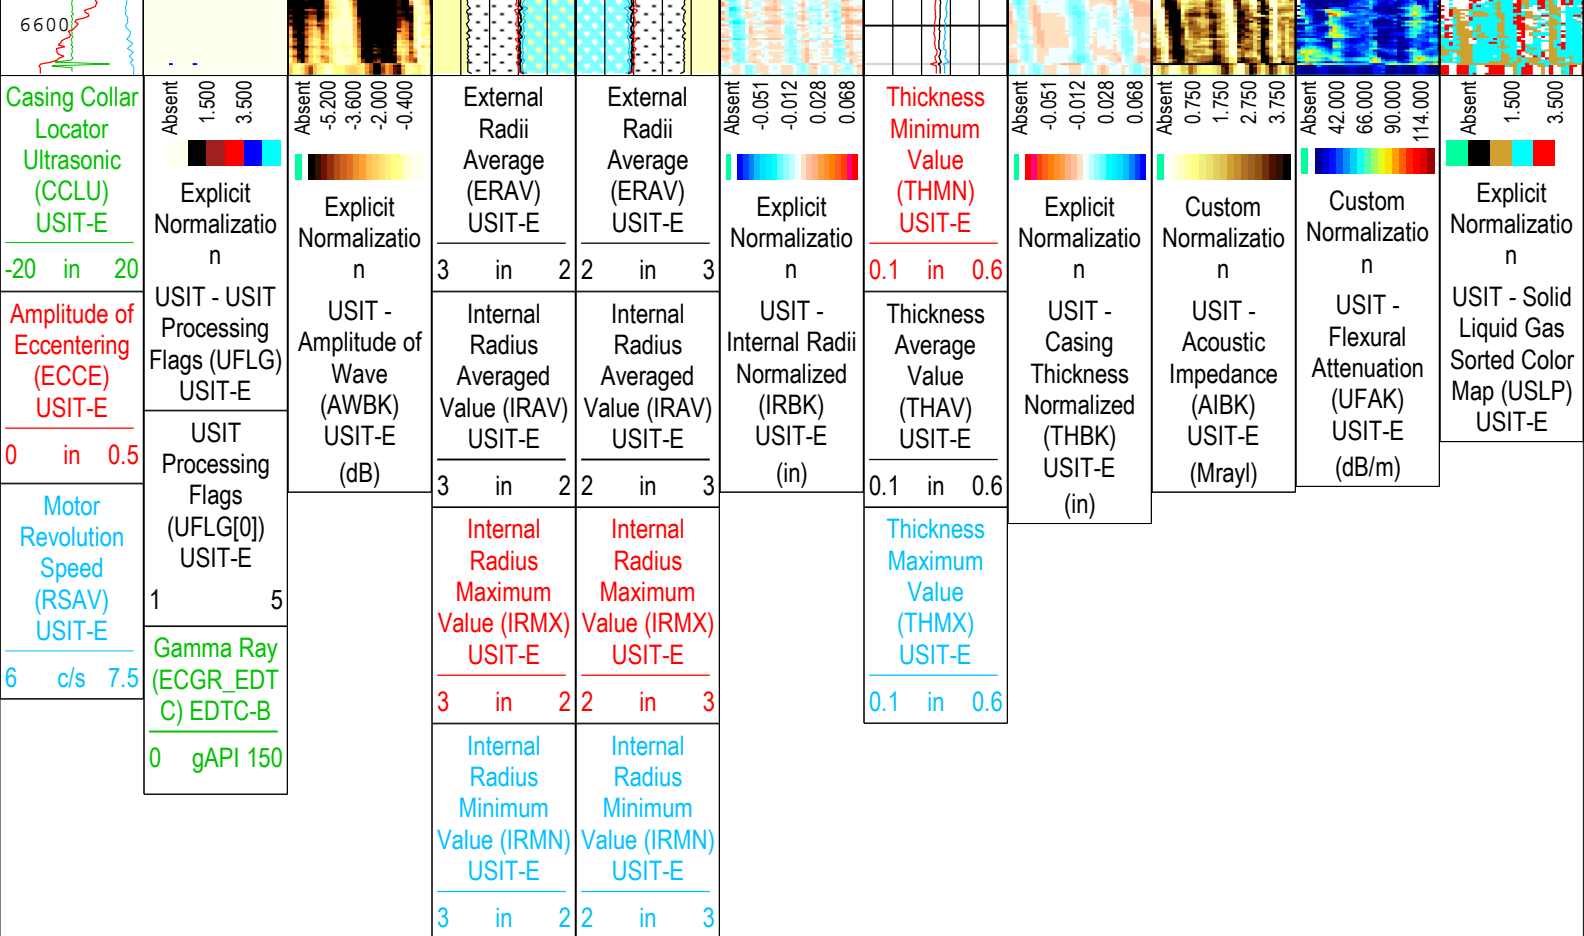 6600
Casing Collar
Locator
Ultrasonic
(CCLU)
USIT-E
-20 in 20
Amplitude of
Eccentering
(ECCE)
USIT-E
0 in 0.5
Motor
Revolution
Speed
(RSAV)
USIT-E
6 c/s 7.5
Absent
1.500
3.500
Explicit
Normalizatio
n
USIT - USIT
Processing
Flags (UFLG)
USIT-E
USIT
Processing
Flags
(UFLG[0])
USIT-E
1 5
Gamma Ray
(ECGR_EDT
C) EDTC-B
0 gAPI 150
Absent
-5.200
-3.600
-2.000
-0.400
Explicit
Normalizatio
n
USIT -
Amplitude of
Wave
(AWBK)
USIT-E
(dB)
External
Radii
Average
(ERAV)
USIT-E
3 in 2
Internal
Radius
Averaged
Value (IRAV)
USIT-E
3 in 2
Internal
Radius
Maximum
Value (IRMX)
USIT-E
3 in 2
Internal
Radius
Minimum
Value (IRMN)
USIT-E
3 in 2
External
Radii
Average
(ERAV)
USIT-E
2 in 3
Internal
Radius
Averaged
Value (IRAV)
USIT-E
2 in 3
Internal
Radius
Maximum
Value (IRMX)
USIT-E
2 in 3
Internal
Radius
Minimum
Value (IRMN)
USIT-E
2 in 3
Absent
-0.051
-0.012
0.028
0.068
Explicit
Normalizatio
n
USIT -
Internal Radii
Normalized
(IRBK)
USIT-E
(in)
Thickness
Minimum
Value
(THMN)
USIT-E
0.1 in 0.6
Thickness
Average
Value
(THAV)
USIT-E
0.1 in 0.6
Thickness
Maximum
Value
(THMX)
USIT-E
0.1 in 0.6
Absent
-0.051
-0.012
0.028
0.068
Explicit
Normalizatio
n
USIT -
Casing
Thickness
Normalized
(THBK)
USIT-E
(in)
Absent
0.750
1.750
2.750
3.750
Custom
Normalizatio
n
USIT -
Acoustic
Impedance
(AIBK)
USIT-E
(Mrayl)
Absent
42.000
66.000
90.000
114.000
Custom
Normalizatio
n
USIT -
Flexural
Attenuation
(UFAK)
USIT-E
(dB/m)
Absent
1.500
3.500
Explicit
Normalizatio
n
USIT - Solid
Liquid Gas
Sorted Color
Map (USLP)
USIT-E